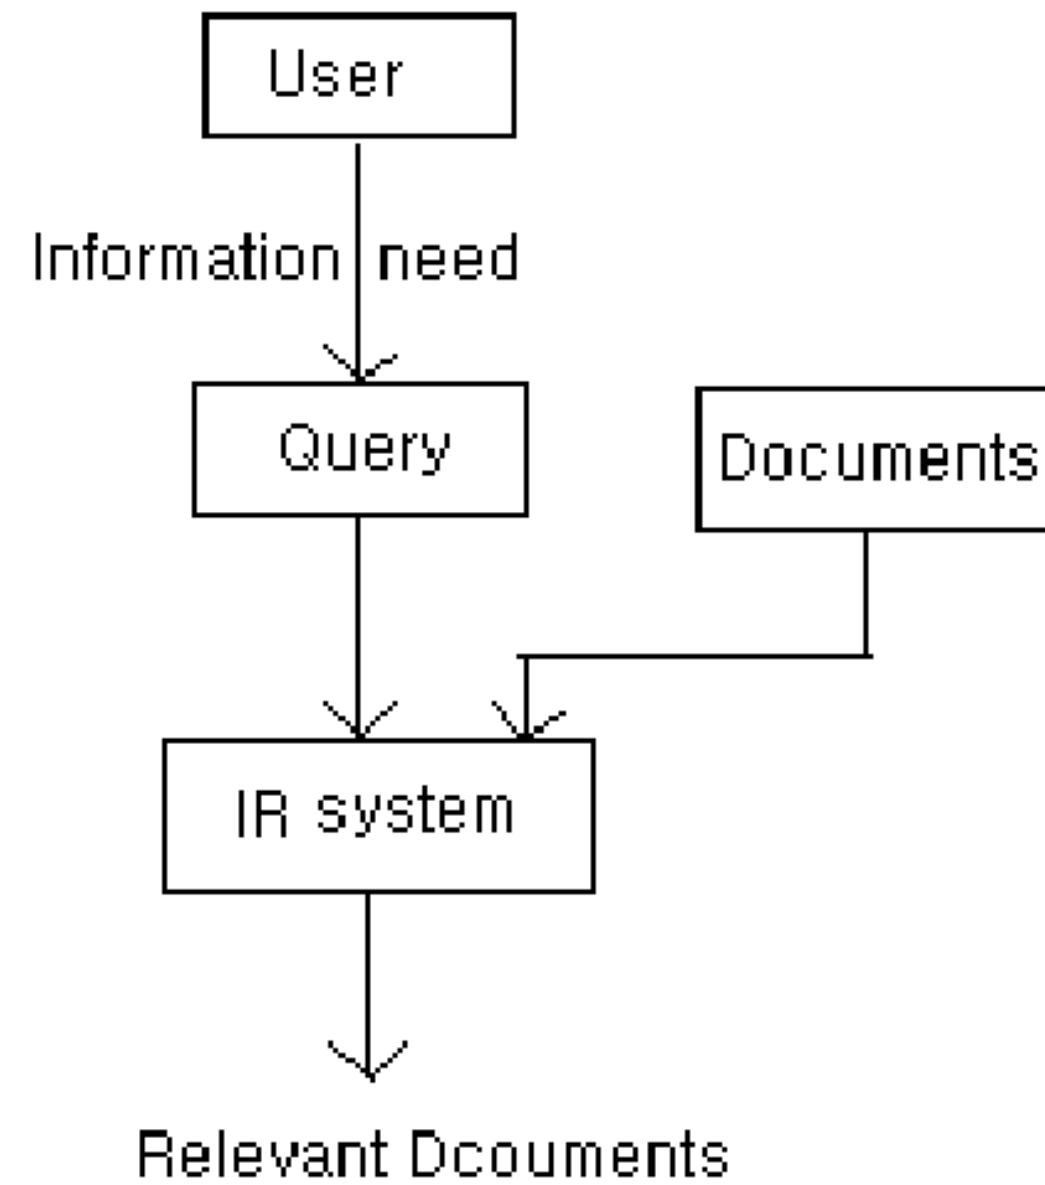 User
Information need
Query
Documents
IR system
Relevant Dcouments